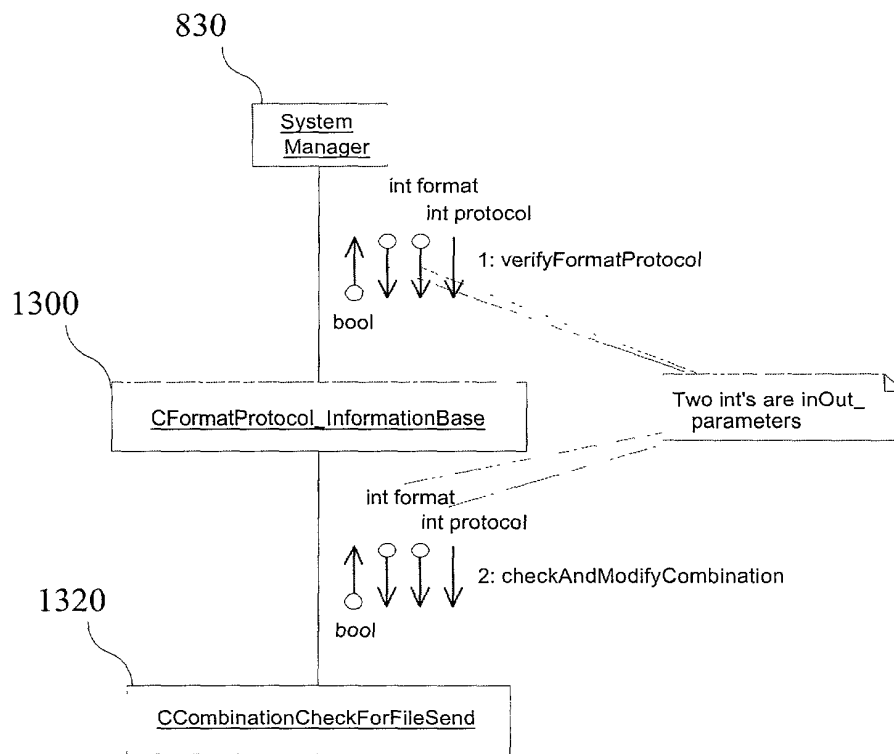 830
System
Manager
int format
int protocol
1: verifyFormatProtocol
bool
1300
CFormatProtocol_InformationBase
Two int's are inOut_
parameters
int format
int protocol
2: checkAndModifyCombination
bool
1320
CCombinationCheckForFileSend